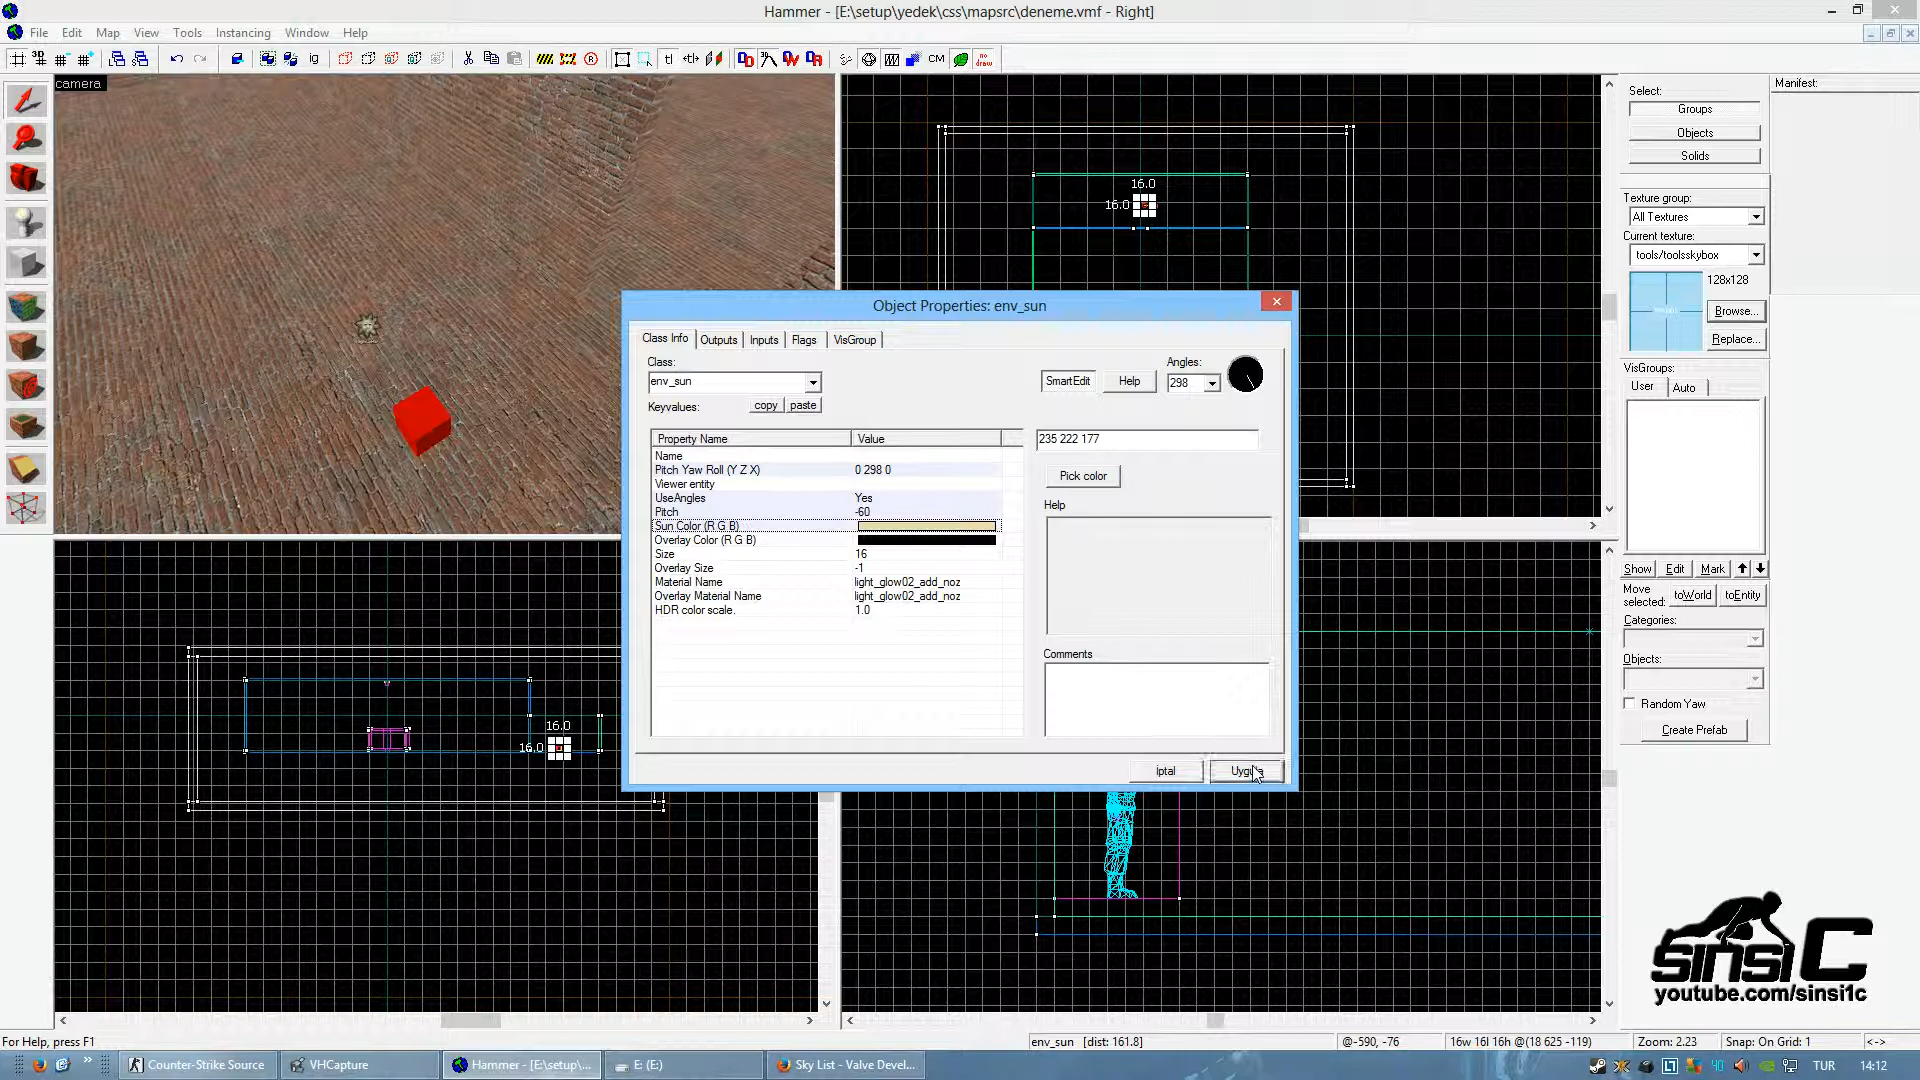 Hammer - [E:\setup\yedek\css\mapsrc\deneme.vmf - Right]
File Edit Map View Tools Instancing Window Help
camera
Select:
Groups
Objects
Solids
Manifest:
Texture group:
All Textures
Current texture:
tools/toolsskybox
128x128
Browse...
Replace...
VisGroups:
User Auto
Show Edit Mark
Move selected:
toWorld toEntity
Categories:
Objects:
Random Yaw
Create Prefab
16.0
16.0
16.0
16.0
Object Properties: env_sun
Class Info Outputs Inputs Flags VisGroup
Class:
env_sun
SmartEdit Help
Angles:
298
Keyvalues: copy paste
Property Name Value
Name
Pitch Yaw Roll (Y Z X) 0 298 0
Viewer entity
UseAngles Yes
Pitch -60
Sun Color (R G B)
Overlay Color (R G B)
Size 16
Overlay Size -1
Material Name light_glow02_add_noz
Overlay Material Name light_glow02_add_noz
HDR color scale. 1.0
235 222 177
Pick color
Help
Comments
İptal
sinsiC
youtube.com/sinsi1c
For Help, press F1
env_sun [dist: 161.8]
@-590, -76
16w 16l 16h @(18 625 -119)
Zoom: 2.23
Snap: On Grid: 1
<->
Counter-Strike Source
VHCapture
Hammer - [E:\setup\...
E: (E:)
Sky List - Valve Devel...
TUR
14:12